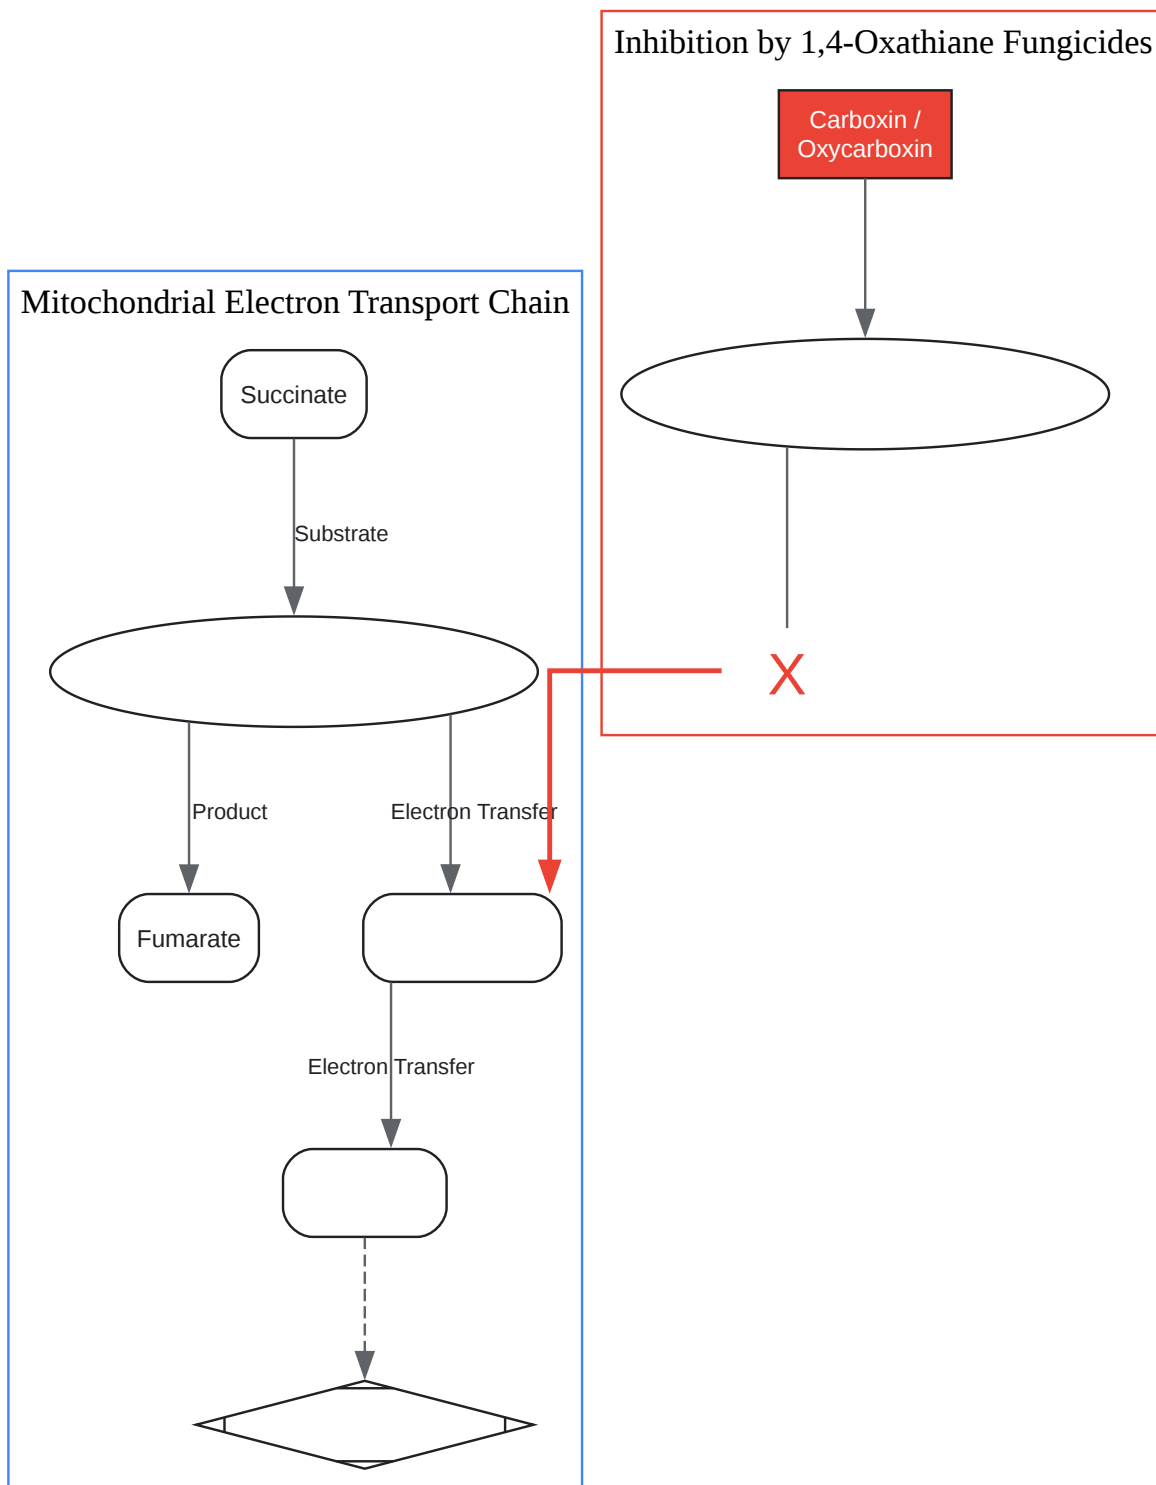 Inhibition by 1,4-Oxathiane Fungicides
Carboxin /
Oxycarboxin
Mitochondrial Electron Transport Chain
Succinate
Substrate
X
Product
Electron Transfer
Fumarate
Electron Transfer